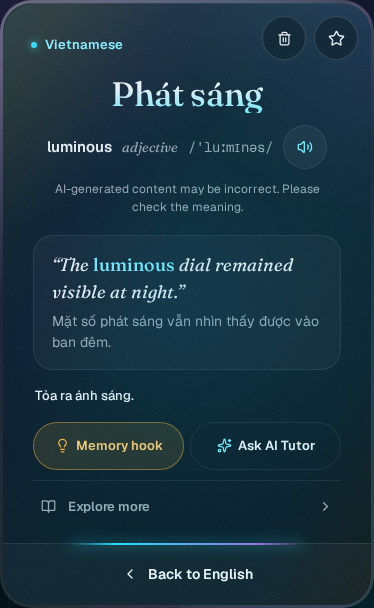 Vietnamese
Phát sáng
luminous adjective /ˈluːmɪnəs/
AI-generated content may be incorrect. Please
check the meaning.
“The luminous dial remained
visible at night.”
Mặt số phát sáng vẫn nhìn thấy được vào
ban đêm.
Tỏa ra ánh sáng.
Memory hook
Ask AI Tutor
Explore more
Back to English